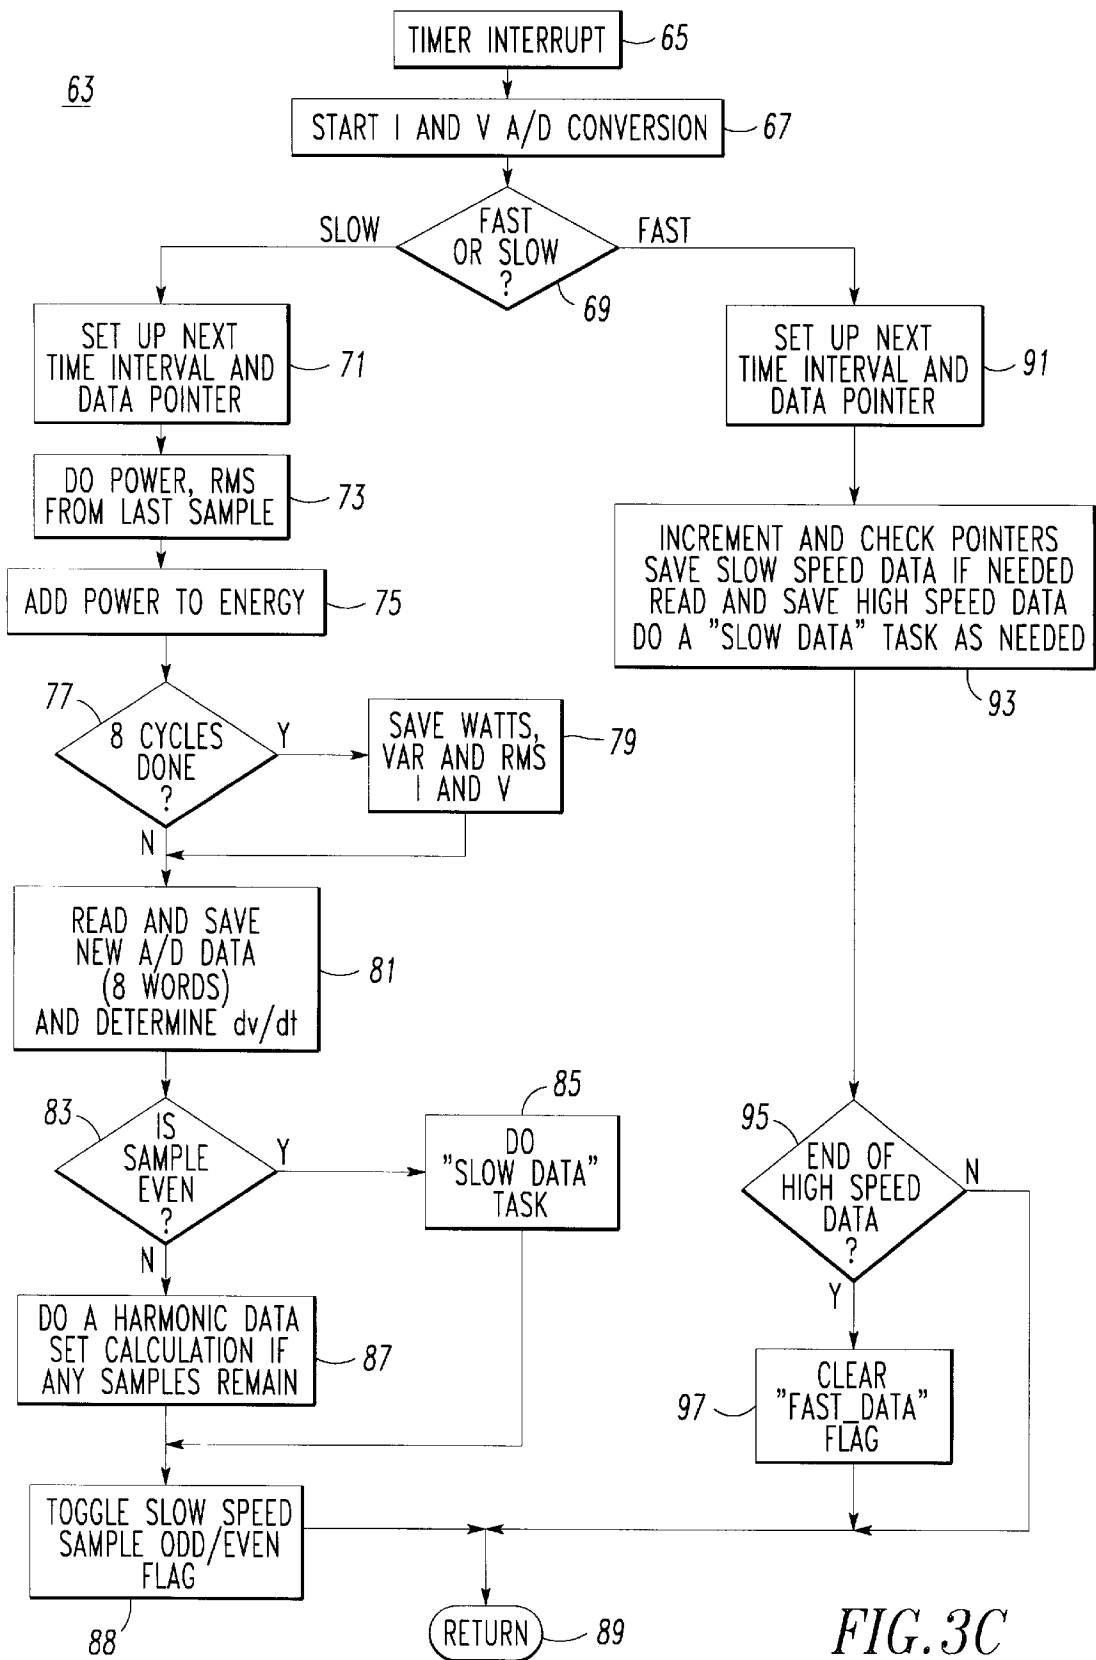 TIMER INTERRUPT
65
63
START I AND V A/D CONVERSION
67
SLOW
FAST
OR SLOW
?
FAST
69
SET UP NEXT
TIME INTERVAL AND
DATA POINTER
71
SET UP NEXT
TIME INTERVAL AND
DATA POINTER
91
DO POWER, RMS
FROM LAST SAMPLE
73
INCREMENT AND CHECK POINTERS
SAVE SLOW SPEED DATA IF NEEDED
READ AND SAVE HIGH SPEED DATA
DO A "SLOW DATA" TASK AS NEEDED
93
ADD POWER TO ENERGY
75
77
8 CYCLES
DONE
?
Y
N
SAVE WATTS,
VAR AND RMS
I AND V
79
READ AND SAVE
NEW A/D DATA
(8 WORDS)
AND DETERMINE dv/dt
81
83
IS
SAMPLE
EVEN
?
Y
N
85
DO
"SLOW DATA"
TASK
95
END OF
HIGH SPEED
DATA
?
N
Y
DO A HARMONIC DATA
SET CALCULATION IF
ANY SAMPLES REMAIN
87
97
CLEAR
"FAST_DATA"
FLAG
TOGGLE SLOW SPEED
SAMPLE ODD/EVEN
FLAG
88
RETURN
89
FIG.3C